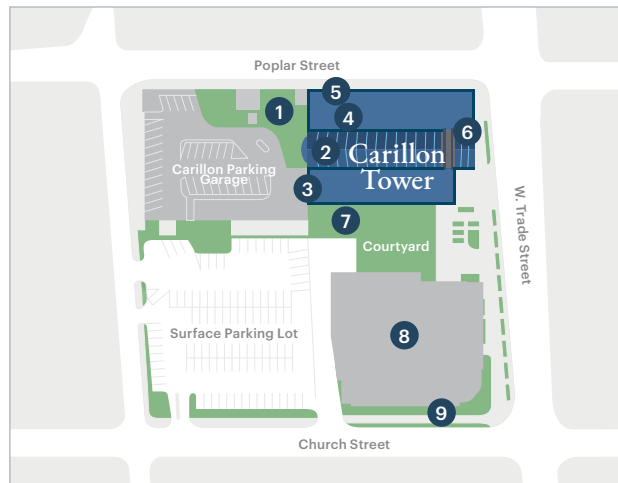 Poplar Street
5
1
4
6
2
Carillon
Tower
Carillon Parking
Garage
3
W. Trade Street
7
Courtyard
Surface Parking Lot
8
9
Church Street